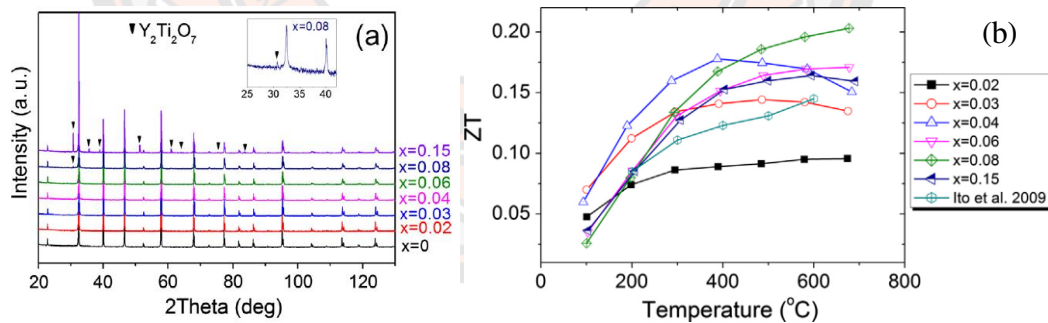 ▼Y₂Ti₂O₇
(a)
x=0.08
25 30 35 40
Intensity (a. u.)
x=0.15
x=0.08
x=0.06
x=0.04
x=0.03
x=0.02
x=0
20 40 60 80 100 120
2Theta (deg)
(b)
ZT
0.20
0.15
0.10
0.05
0 200 400 600 800
Temperature (°C)
x=0.02
x=0.03
x=0.04
x=0.06
x=0.08
x=0.15
Ito et al. 2009